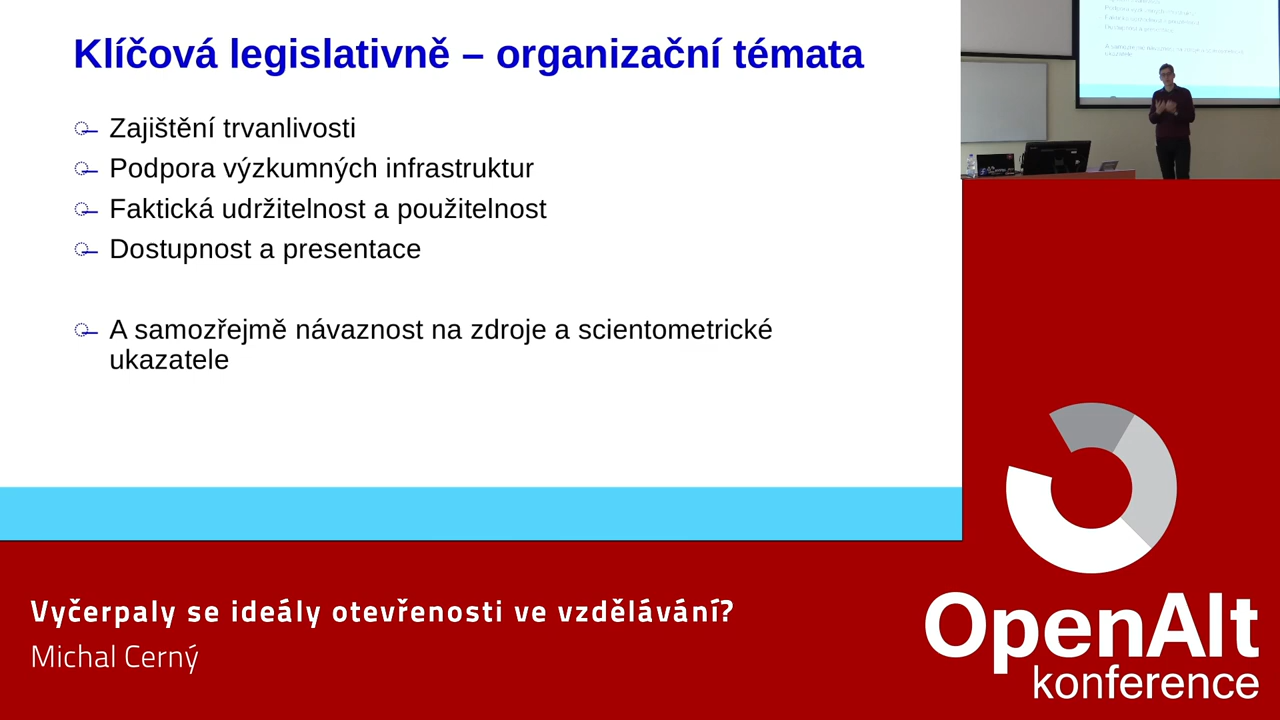 Klíčová legislativně – organizační témata
Zajištění trvanlivosti
Podpora výzkumných infrastruktur
Faktická udržitelnost a použitelnost
Dostupnost a presentace
A samozřejmě návaznost na zdroje a scientometrické
ukazatele
Vyčerpaly se ideály otevřenosti ve vzdělávání?
Michal Cerný
OpenAlt
konference